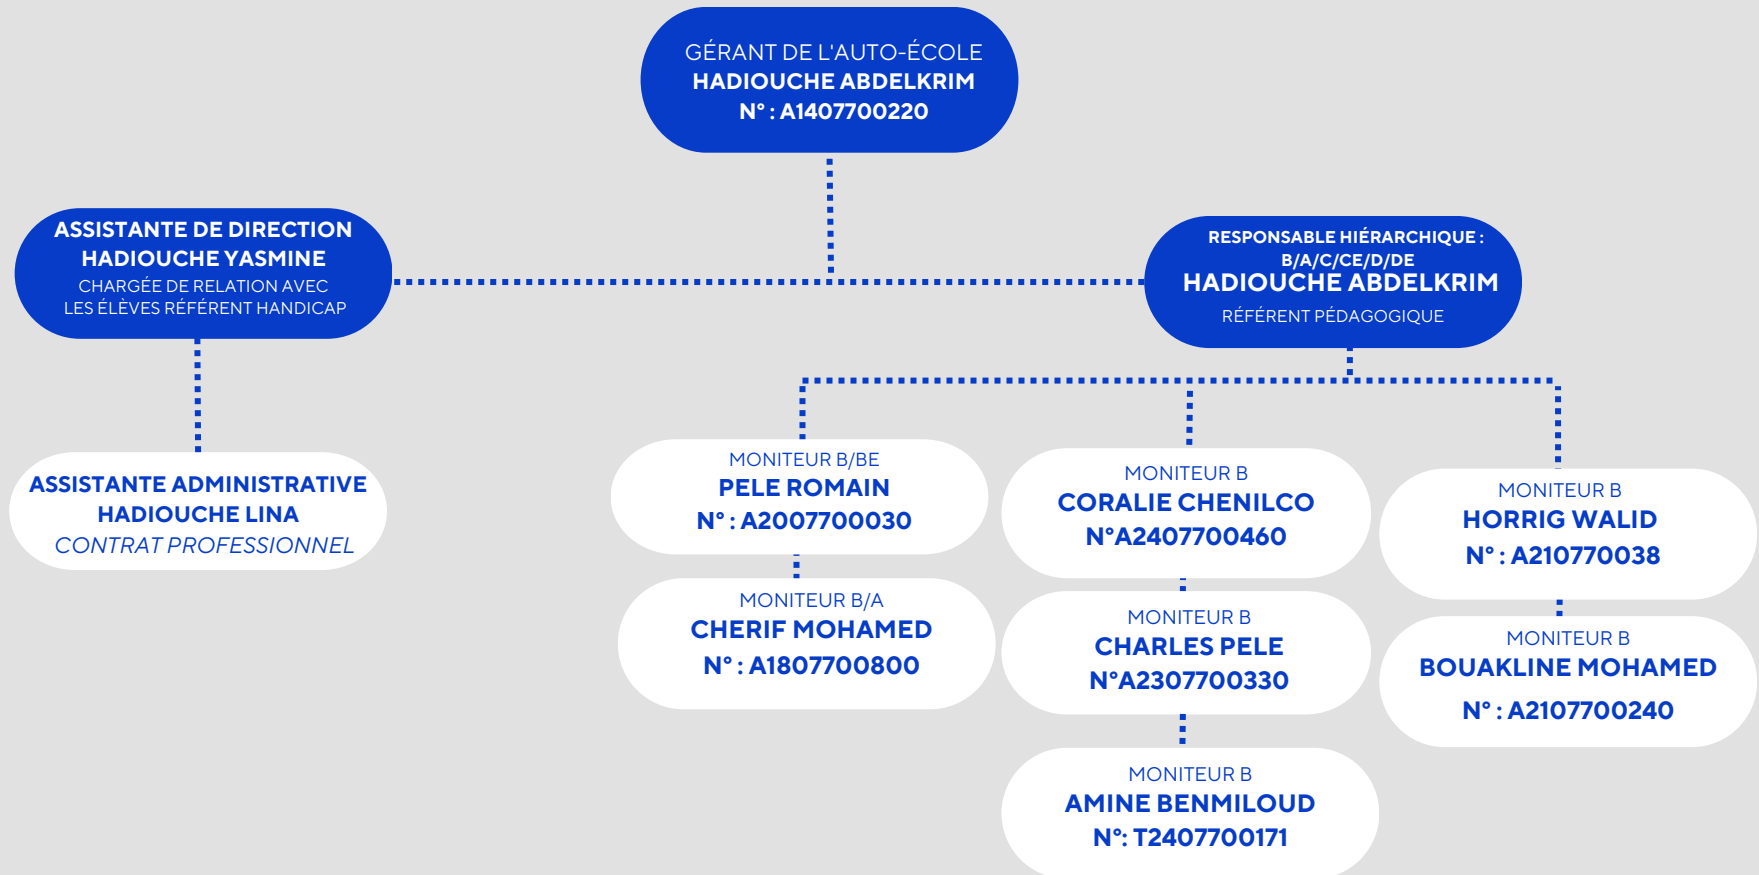 GÉRANT DE L'AUTO-ÉCOLE
HADIOUCHE ABDELKRIM
N° : A1407700220
ASSISTANTE DE DIRECTION
HADIOUCHE YASMINE
CHARGÉE DE RELATION AVEC
LES ÉLÈVES RÉFÉRENT HANDICAP
RESPONSABLE HIÉRARCHIQUE :
B/A/C/CE/D/DE
HADIOUCHE ABDELKRIM
RÉFÉRENT PÉDAGOGIQUE
ASSISTANTE ADMINISTRATIVE
HADIOUCHE LINA
CONTRAT PROFESSIONNEL
MONITEUR B/BE
PELE ROMAIN
N° : A2007700030
MONITEUR B/A
CHERIF MOHAMED
N° : A1807700800
MONITEUR B
CORALIE CHENILCO
N°A2407700460
MONITEUR B
CHARLES PELE
N°A2307700330
MONITEUR B
AMINE BENMILOUD
N°: T2407700171
MONITEUR B
HORRIG WALID
N° : A210770038
MONITEUR B
BOUAKLINE MOHAMED
N° : A2107700240